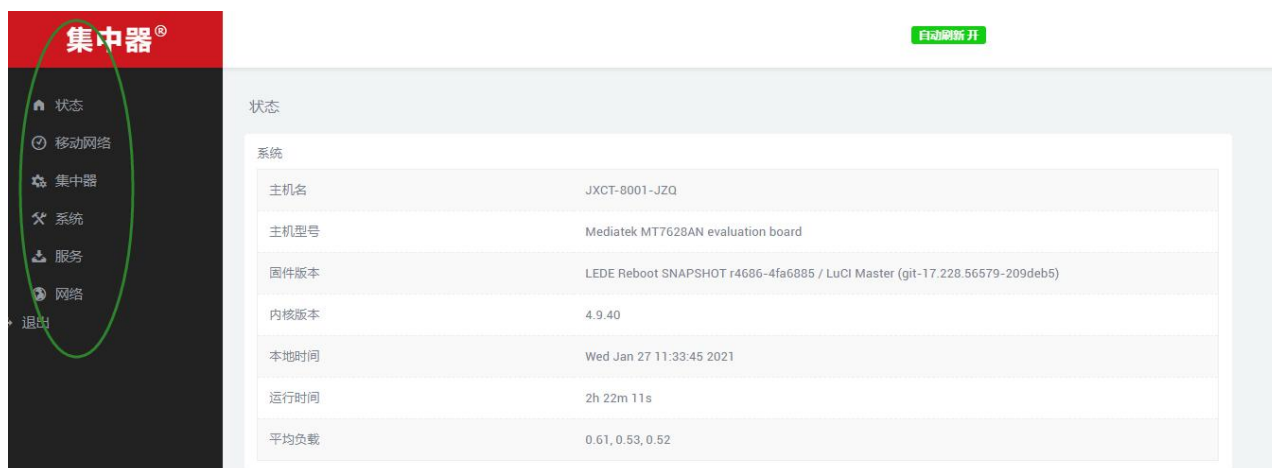 集中器®
自动刷新 开
状态
移动网络
集中器
系统
服务
网络
退出
状态
系统
主机名 JXCT-8001-JZQ
主机型号 Mediatek MT7628AN evaluation board
固件版本 LEDE Reboot SNAPSHOT r4686-4fa6885 / LuCI Master (git-17.228.56579-209deb5)
内核版本 4.9.40
本地时间 Wed Jan 27 11:33:45 2021
运行时间 2h 22m 11s
平均负载 0.61, 0.53, 0.52